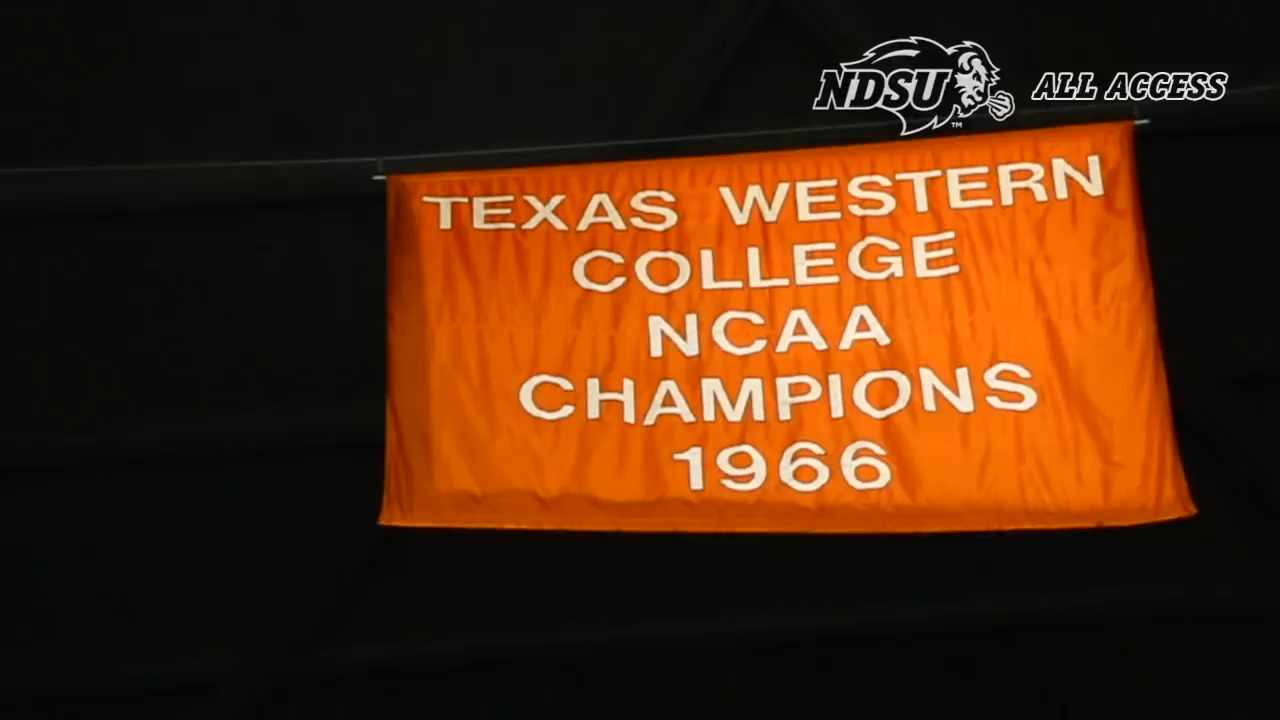 NDSU ALL ACCESS
TEXAS WESTERN
COLLEGE
NCAA
CHAMPIONS
1966